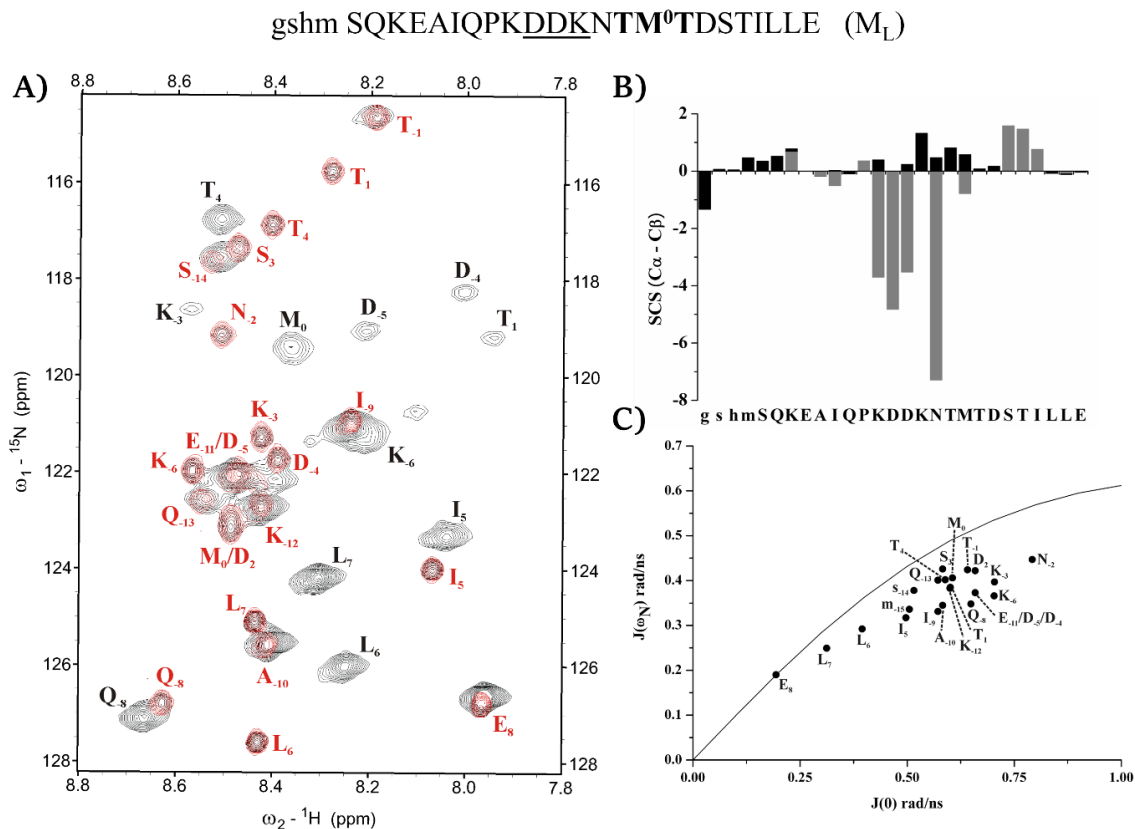 gshm SQKEAIQPKDDKNTM⁰TDSTILLE (M_L)
A)
8.8 8.6 8.4 8.2 8.0 7.8
T₋₁
116 116
T₁
T₄ T₄
S₃
S₋₁₄
118 118
D₋₄
K₋₃ N₋₂ M₀ D₋₅ T₁
120 120
I₋₉
K₋₃
E₋₁₁/D₋₅
K₋₆ D₋₄ K₋₆
122 122
Q₋₁₃ K₋₁₂
M₀/D₂ I₅
124 124
L₇ I₅
L₇
A₋₁₀ L₆
126 126
Q₋₈ Q₋₈ E₈
L₆
128 128
8.8 8.6 8.4 8.2 8.0 7.8
ω₂ - ¹H (ppm)
ω₁ - ¹⁵N (ppm)
B)
2
0
-2
-4
-6
-8
SCS (Cα - Cβ)
g s h m S Q K E A I Q P K D D K N T M T D S T I L L E
C)
0.7
0.6
0.5
0.4
0.3
0.2
0.1
0.0
J(ω_N) rad/ns
M₀
T₄ S₃ T₋₁ D₂ N₋₂
Q₋₁₃ K₋₃
s₋₁₄ K₋₆
m₋₁₅ I₋₉ Q₋₈ E₋₁₁/D₋₅/D₋₄
I₅ A₋₁₀ T₁
L₆ K₋₁₂
L₇
E₈
0.00 0.25 0.50 0.75 1.00
J(0) rad/ns